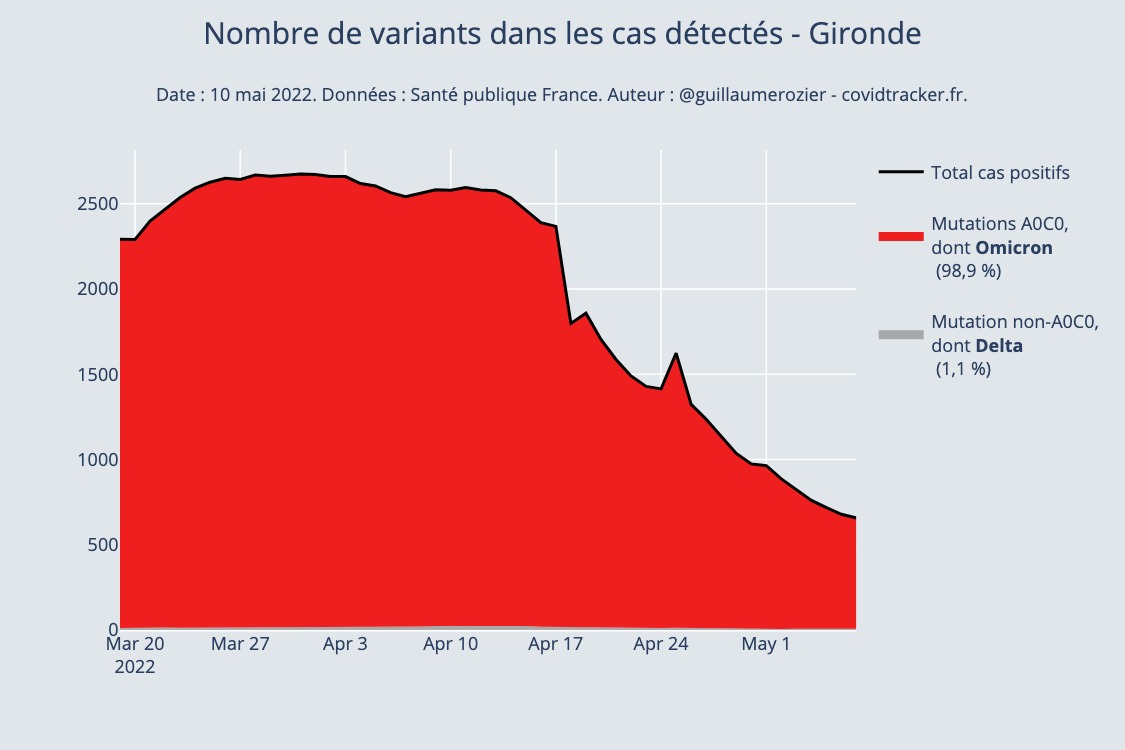 Nombre de variants dans les cas détectés - Gironde
Date : 10 mai 2022. Données : Santé publique France. Auteur : @guillaumerozier - covidtracker.fr.
Total cas positifs
Mutations A0C0,
dont Omicron
(98,9 %)
Mutation non-A0C0,
dont Delta
(1,1 %)
2500
2000
1500
1000
500
0
Mar 20
2022
Mar 27
Apr 3
Apr 10
Apr 17
Apr 24
May 1